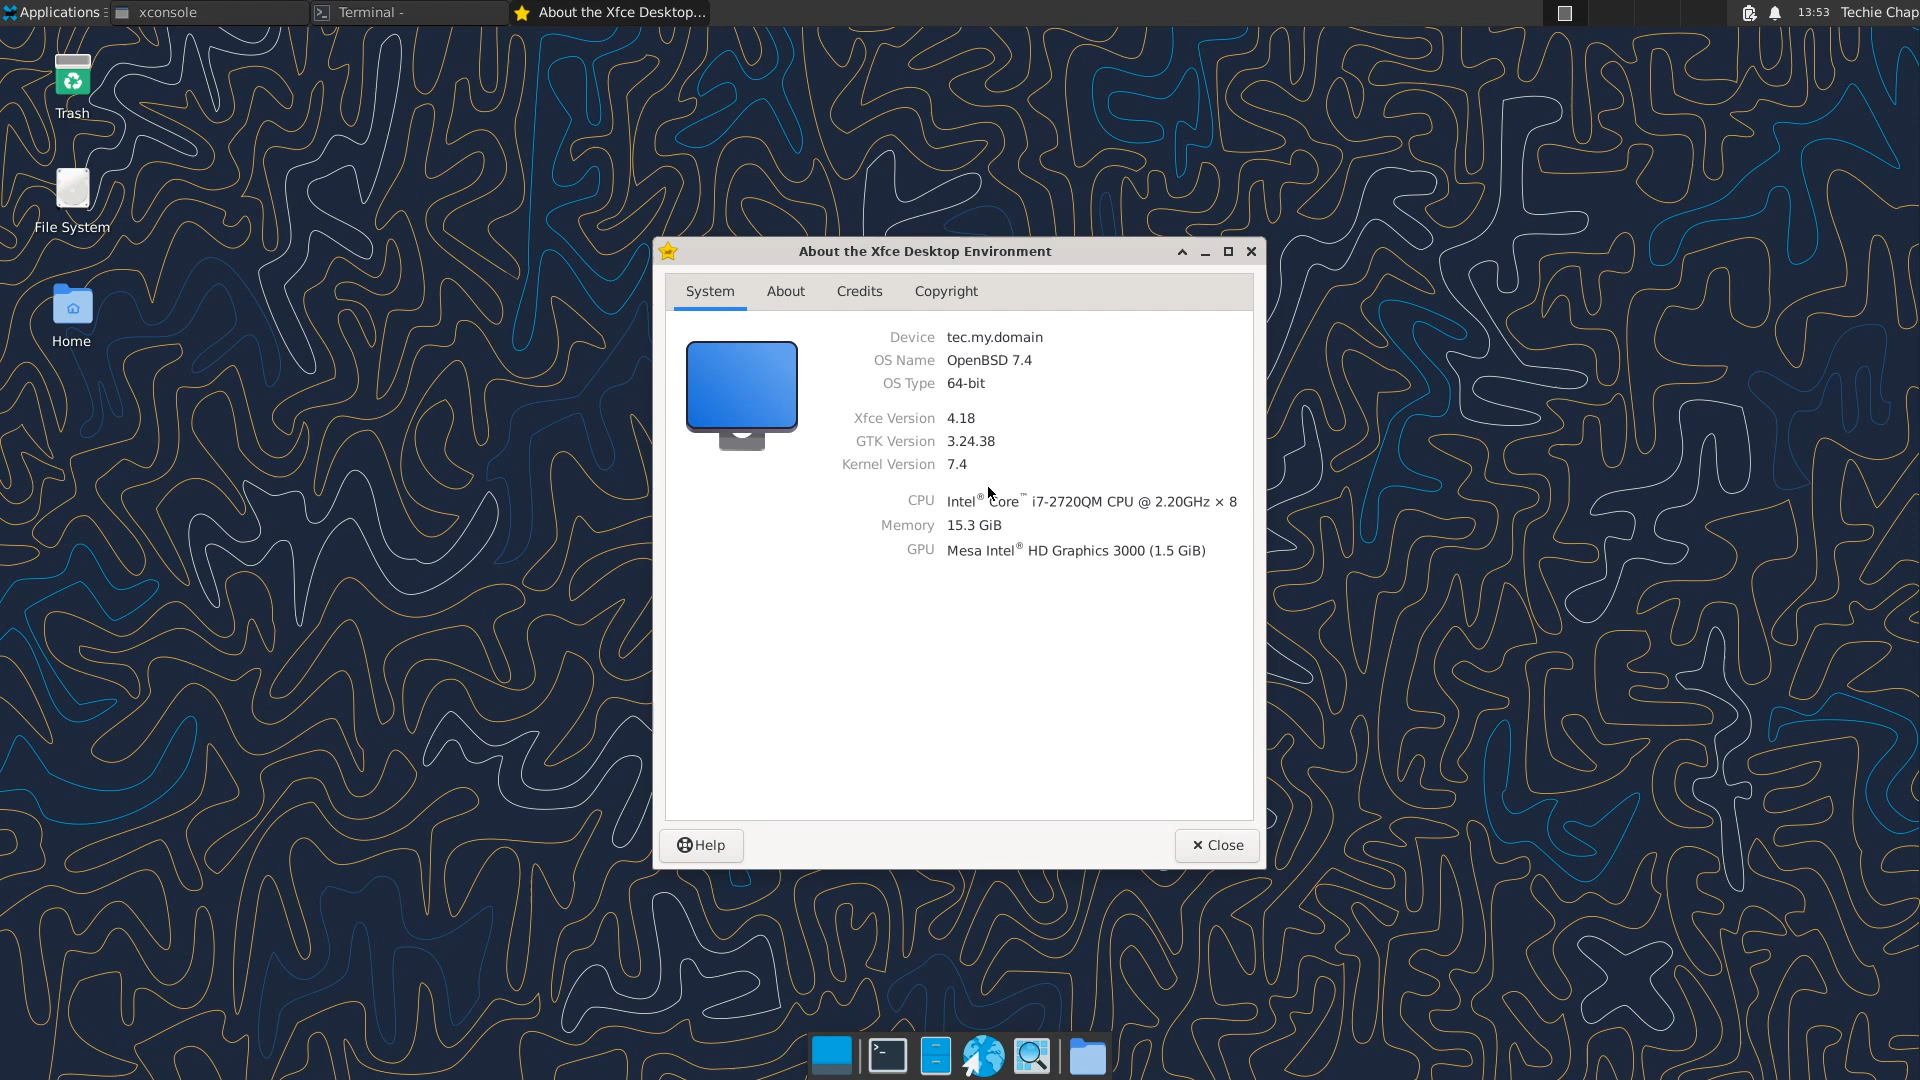 Applications
xconsole
Terminal -
About the Xfce Desktop...
13:53
Techie Chap
Trash
File System
Home
About the Xfce Desktop Environment
System
About
Credits
Copyright
Device tec.my.domain
OS Name OpenBSD 7.4
OS Type 64-bit
Xfce Version 4.18
GTK Version 3.24.38
Kernel Version 7.4
CPU Intel® Core™ i7-2720QM CPU @ 2.20GHz × 8
Memory 15.3 GiB
GPU Mesa Intel® HD Graphics 3000 (1.5 GiB)
Help
Close